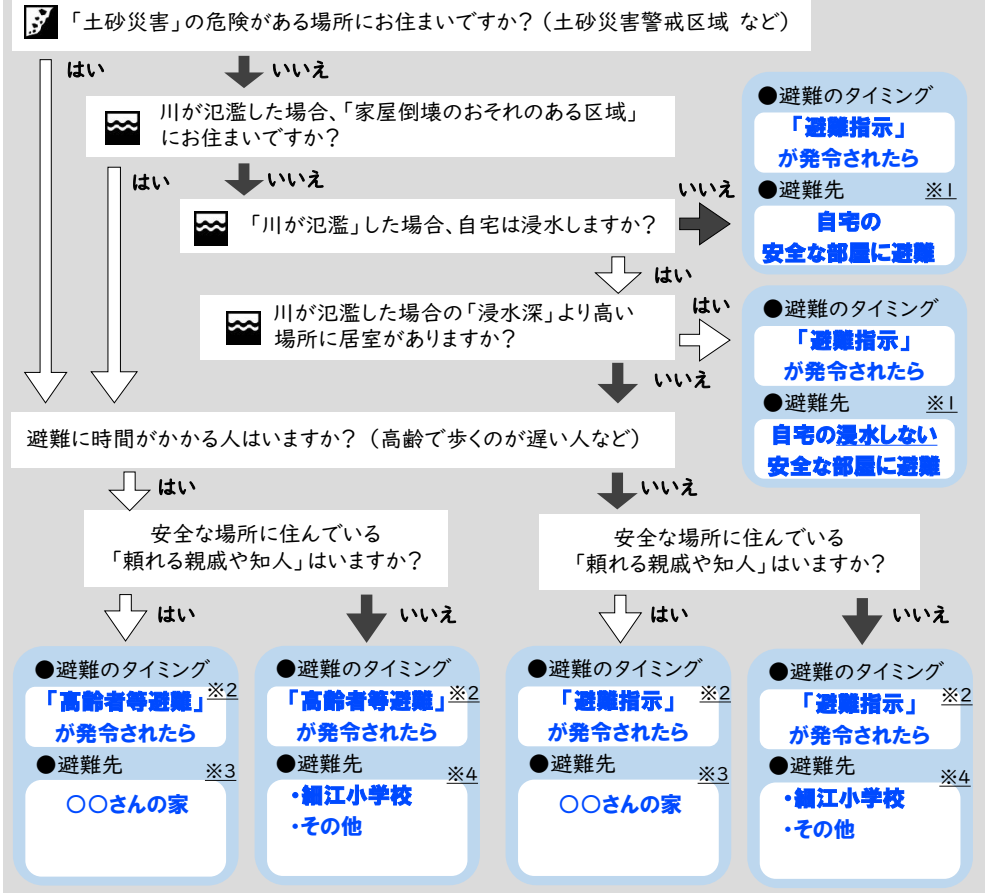 「土砂災害」の危険がある場所にお住まいですか？（土砂災害警戒区域 など）
はい
いいえ
川が氾濫した場合、「家屋倒壊のおそれのある区域」
にお住まいですか？
はい
いいえ
「川が氾濫」した場合、自宅は浸水しますか？
いいえ
●避難のタイミング
「避難指示」
が発令されたら
●避難先 ※1
自宅の
安全な部屋に避難
はい
川が氾濫した場合の「浸水深」より高い
場所に居室がありますか？
はい
●避難のタイミング
「避難指示」
が発令されたら
●避難先 ※1
自宅の浸水しない
安全な部屋に避難
いいえ
避難に時間がかかる人はいますか？（高齢で歩くのが遅い人など）
はい
いいえ
安全な場所に住んでいる
「頼れる親戚や知人」はいますか？
はい
いいえ
安全な場所に住んでいる
「頼れる親戚や知人」はいますか？
はい
いいえ
●避難のタイミング
「高齢者等避難」※2
が発令されたら
●避難先 ※3
〇〇さんの家
●避難のタイミング
「高齢者等避難」※2
が発令されたら
●避難先 ※4
・細江小学校
・その他
●避難のタイミング
「避難指示」 ※2
が発令されたら
●避難先 ※3
〇〇さんの家
●避難のタイミング
「避難指示」 ※2
が発令されたら
●避難先 ※4
・細江小学校
・その他